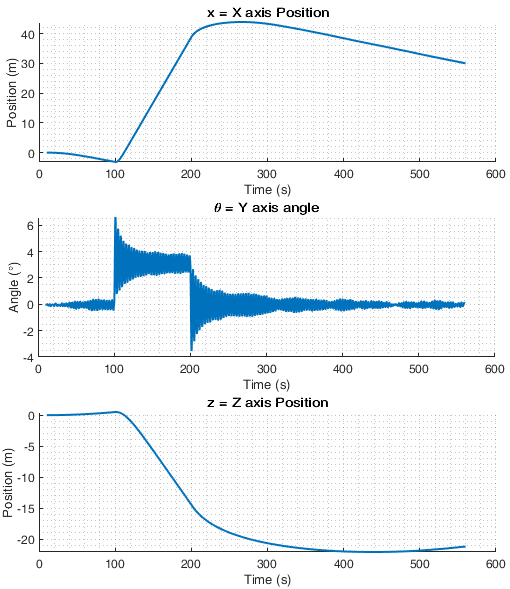 x = X axis Position
Position (m)
40
30
20
10
0
0 100 200 300 400 500 600
Time (s)
θ = Y axis angle
Angle (°)
6
4
2
0
-2
-4
0 100 200 300 400 500 600
Time (s)
z = Z axis Position
Position (m)
0
-5
-10
-15
-20
0 100 200 300 400 500 600
Time (s)